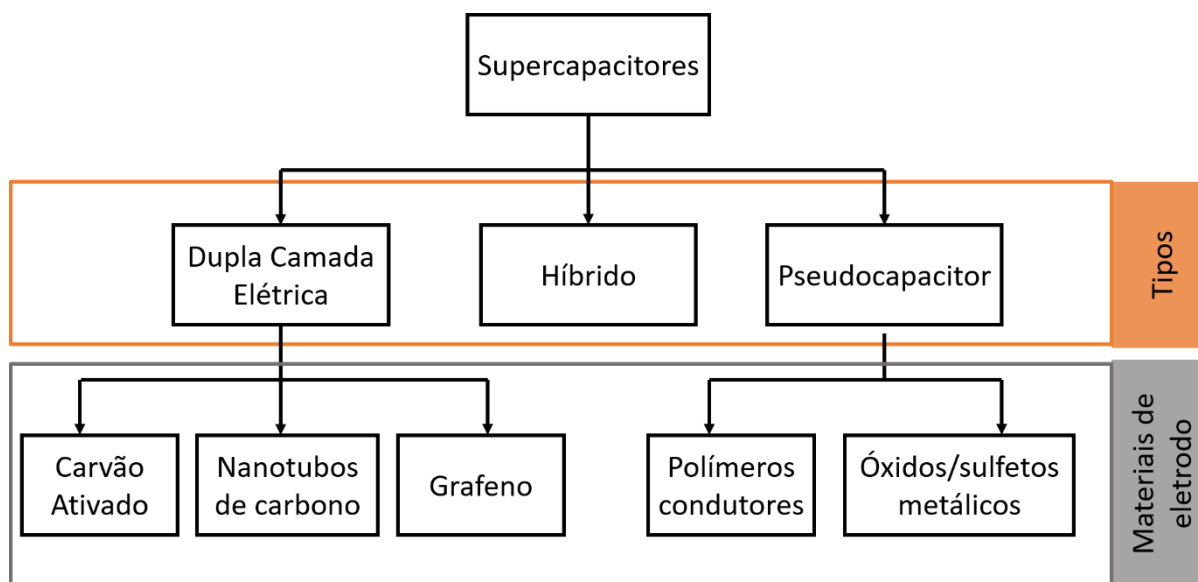 Supercapacitores
Dupla Camada
Elétrica
Híbrido
Pseudocapacitor
Tipos
Carvão
Ativado
Nanotubos
de carbono
Grafeno
Polímeros
condutores
Óxidos/sulfetos
metálicos
Materiais de
eletrodo